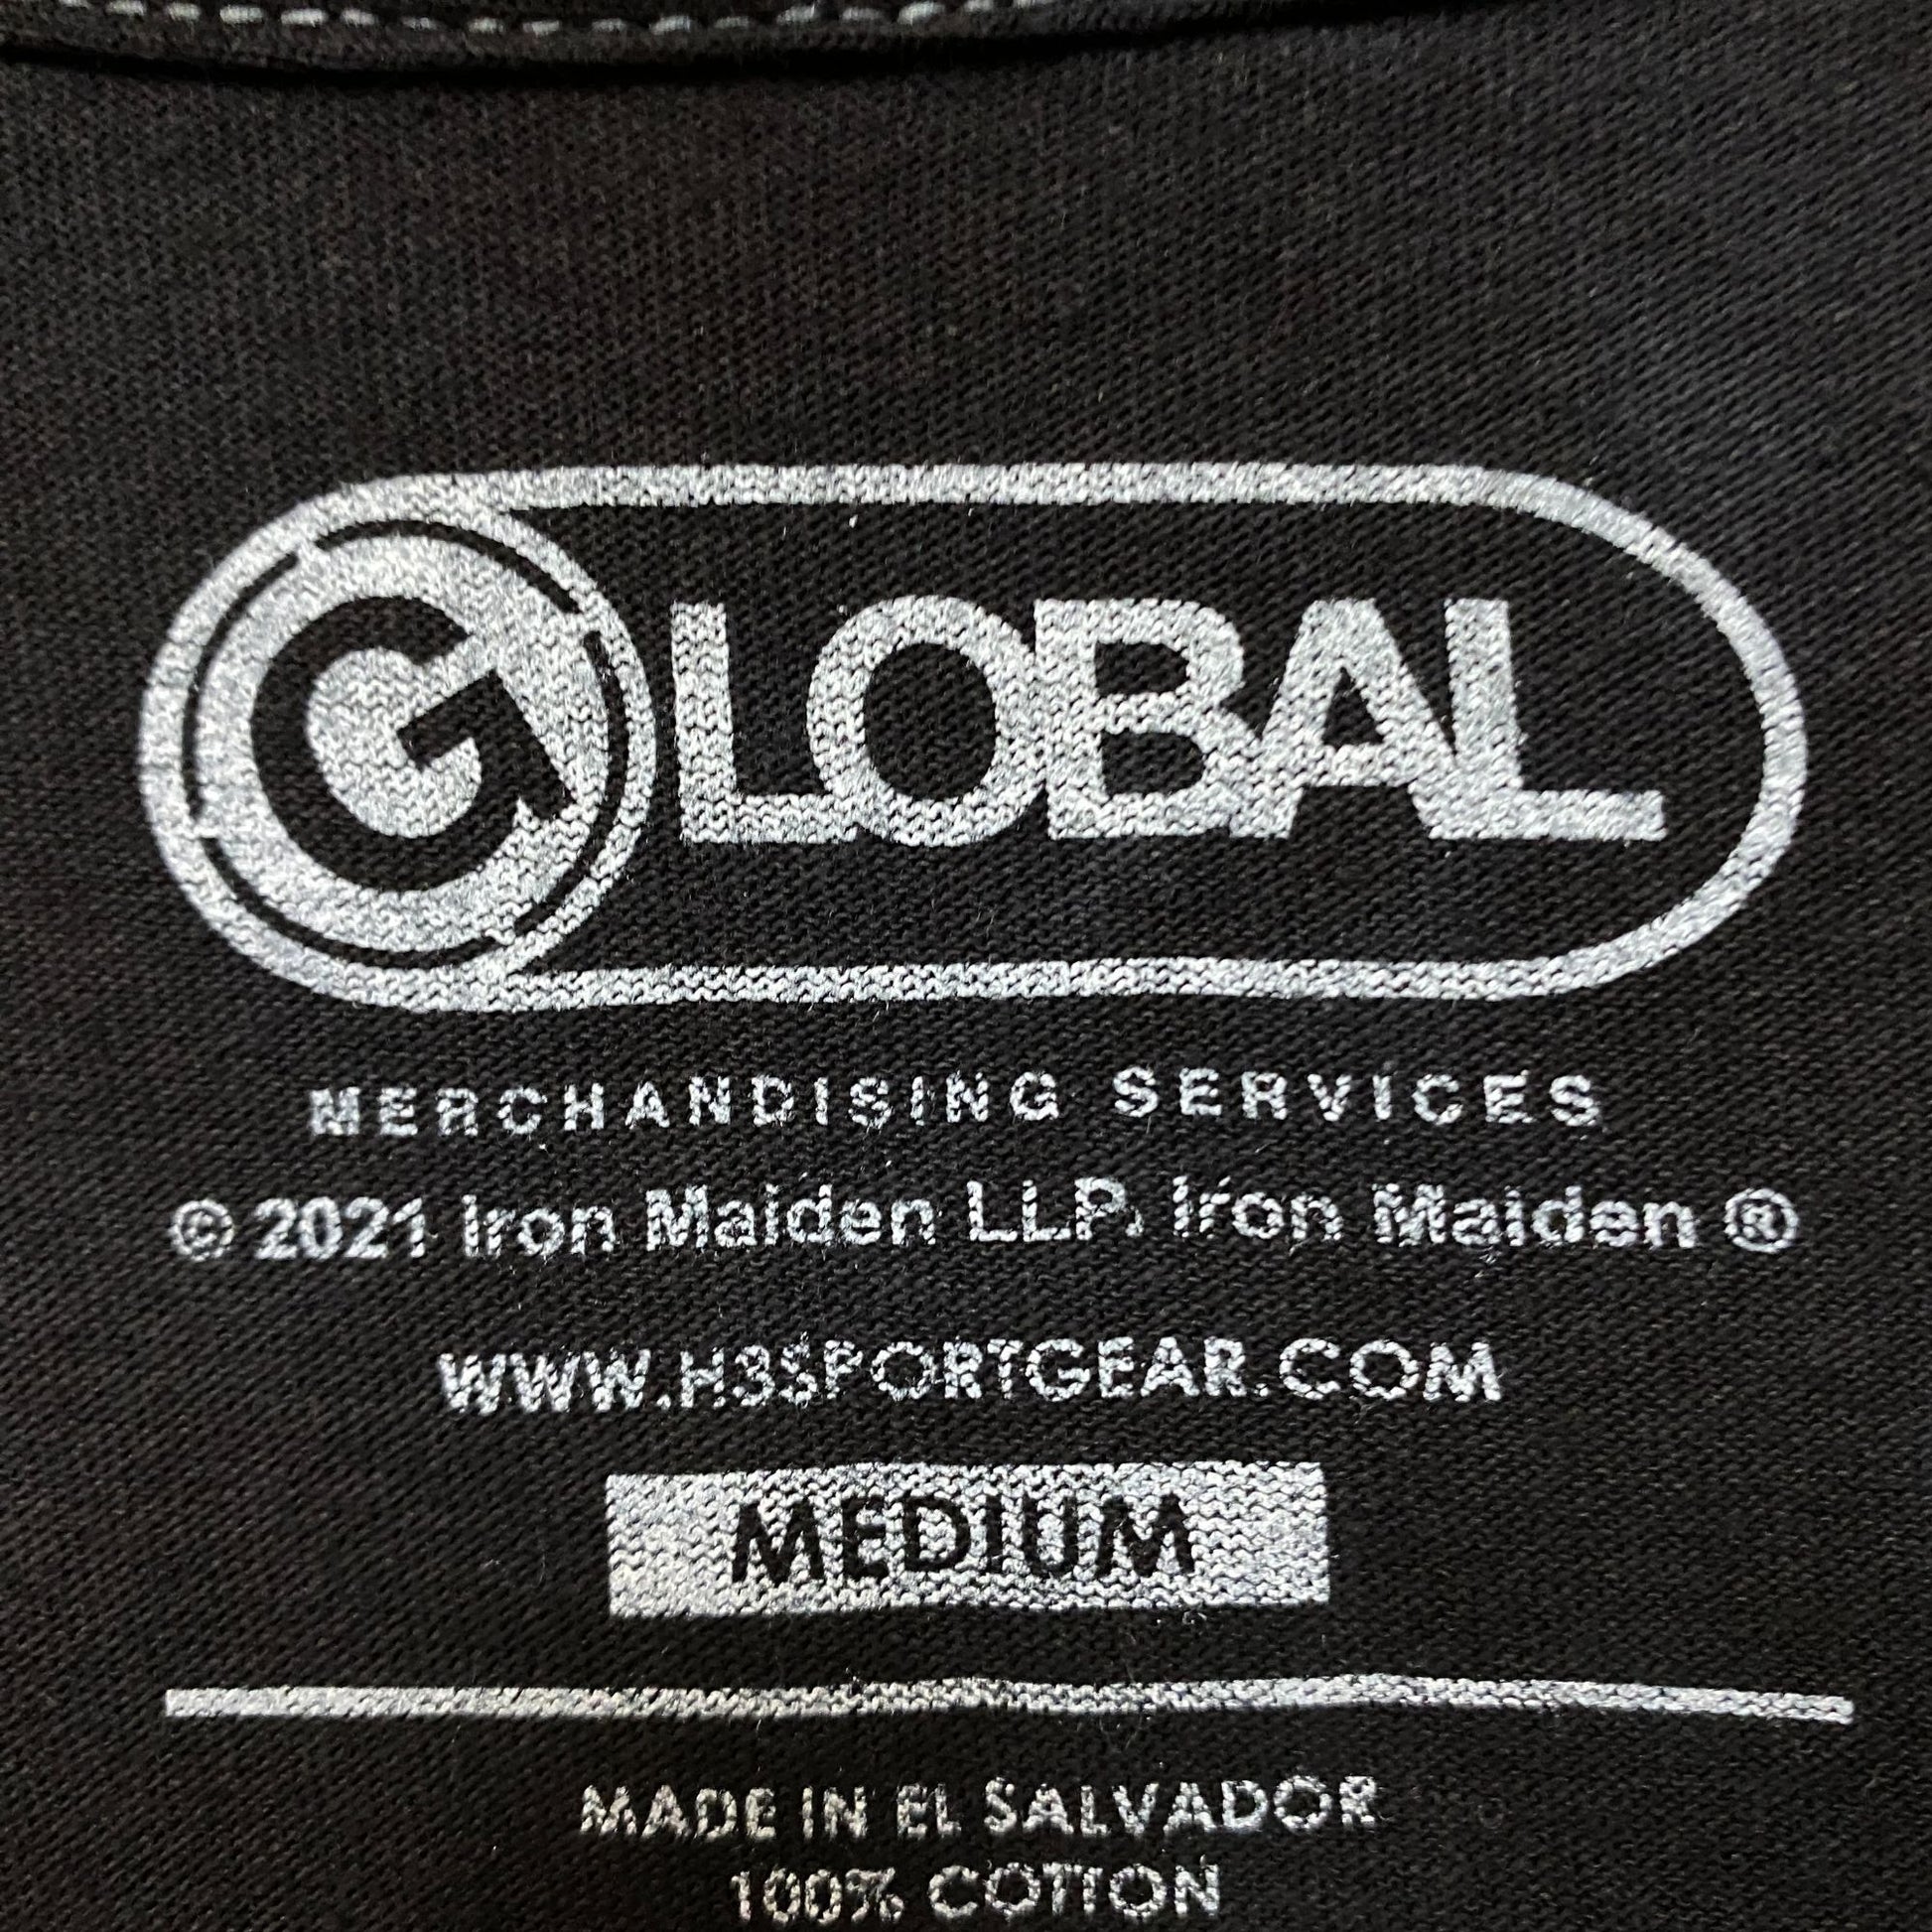 GLOBAL
MERCHANDISING SERVICES
© 2021 Iron Maiden LLP. Iron Maiden ®
WWW.H3SPORTGEAR.COM
MEDIUM
MADE IN EL SALVADOR
100% COTTON